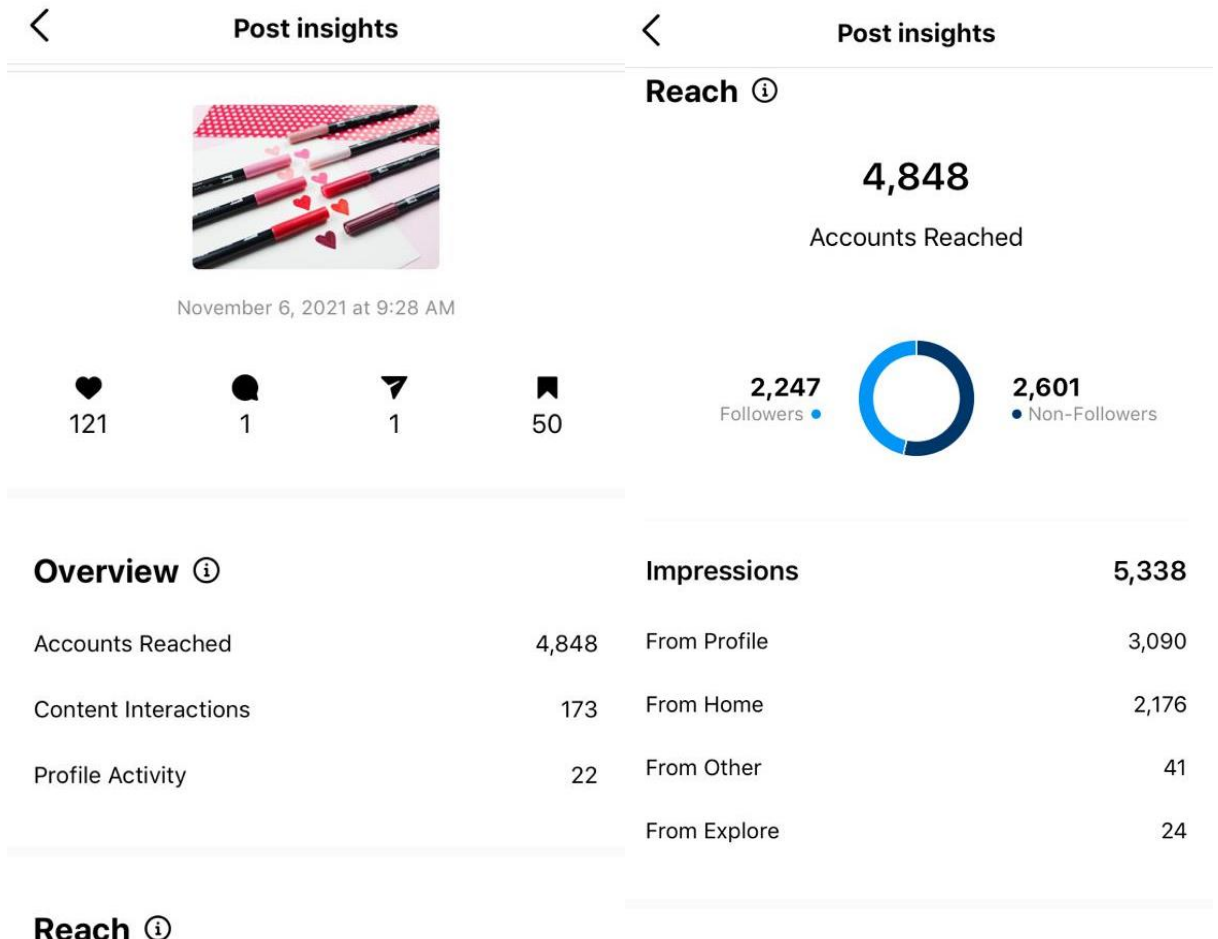 Post insights
November 6, 2021 at 9:28 AM
121 1 1 50
Overview
Accounts Reached 4,848
Content Interactions 173
Profile Activity 22
Reach
Post insights
Reach
4,848
Accounts Reached
2,247
Followers
2,601
Non-Followers
Impressions 5,338
From Profile 3,090
From Home 2,176
From Other 41
From Explore 24